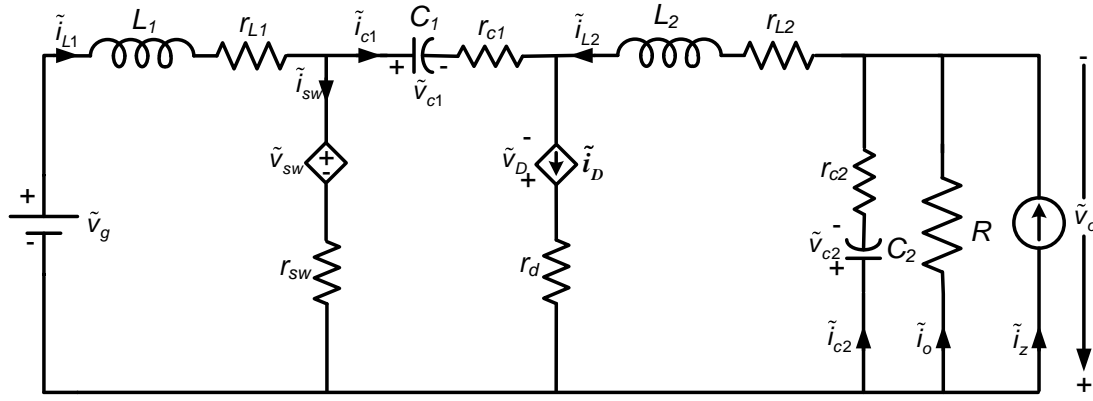 ĩL1 L1 rL1 ĩc1 C1 rc1 ĩL2 L2 rL2 -
+ - ṽc1
ĩsw
ṽsw + -
ṽD - + ĩD
rc2
ṽc2 - + C2
R
ṽo
+ - ṽg
rsw
rd
ĩc2 ĩo ĩz
+